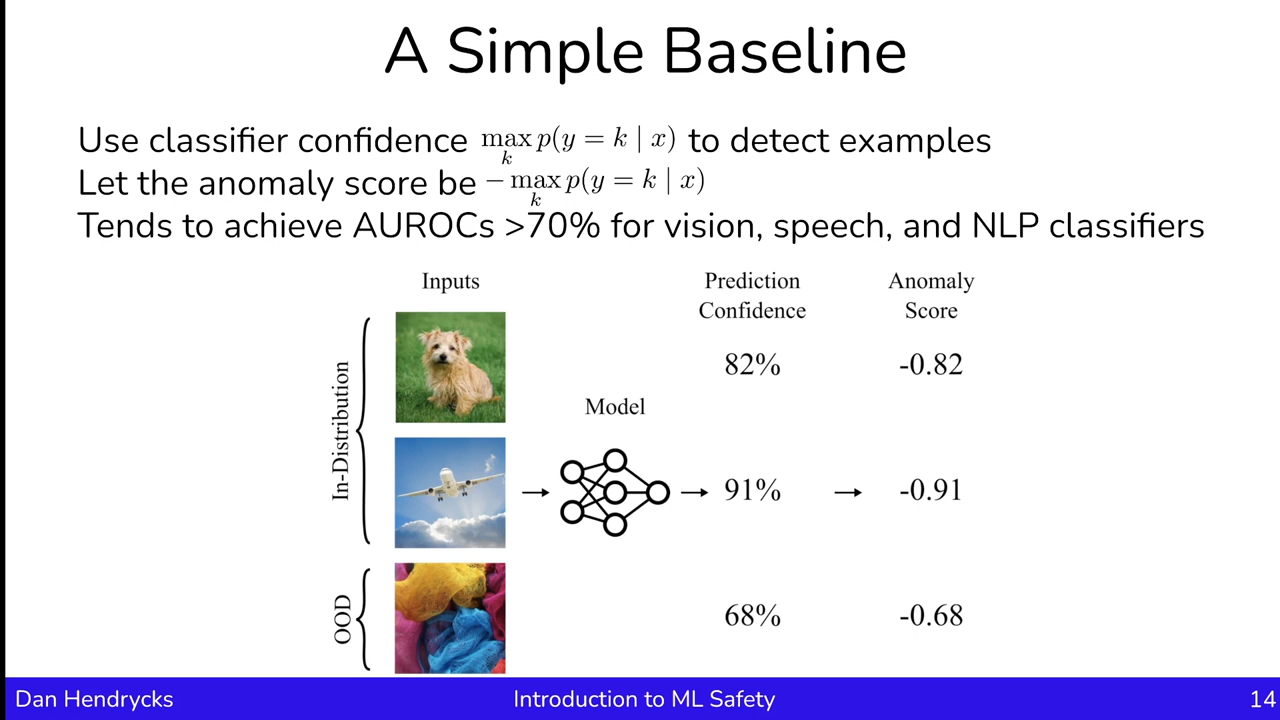 A Simple Baseline
Use classifier confidence max_k p(y = k | x) to detect examples
Let the anomaly score be − max_k p(y = k | x)
Tends to achieve AUROCs >70% for vision, speech, and NLP classifiers
Inputs
Prediction Confidence
Anomaly Score
In-Distribution
82%
-0.82
Model
91%
-0.91
OOD
68%
-0.68
Dan Hendrycks
Introduction to ML Safety
14